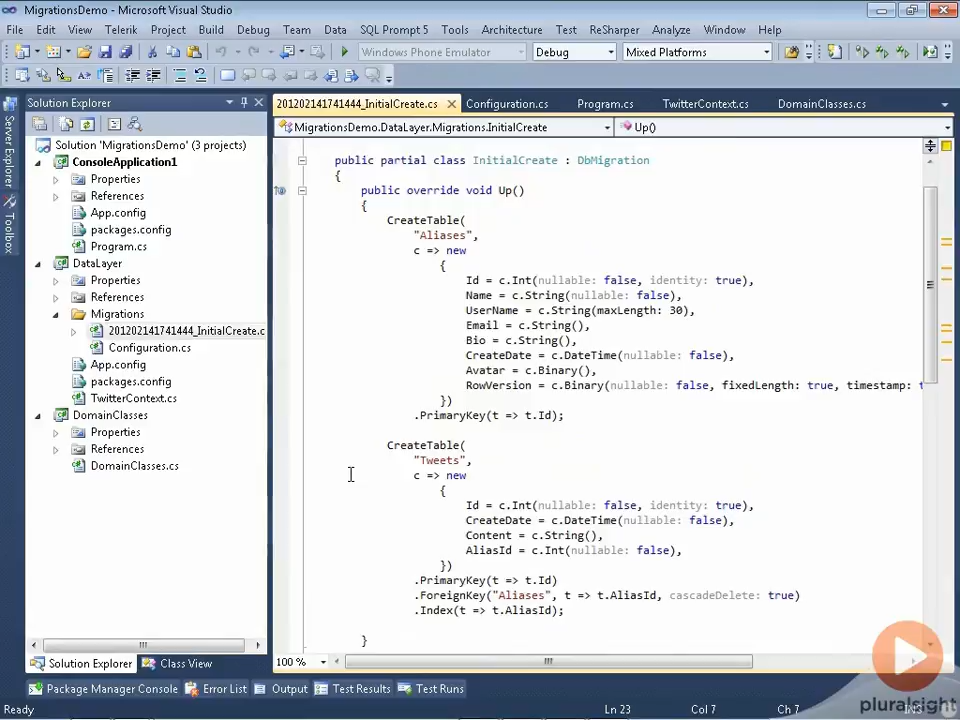 MigrationsDemo - Microsoft Visual Studio
File Edit View Telerik Project Build Debug Team Data SQL Prompt 5 Tools Architecture Test ReSharper Analyze Window Help
Windows Phone Emulator Debug Mixed Platforms
Server Explorer
Toolbox
Solution Explorer
Solution 'MigrationsDemo' (3 projects)
ConsoleApplication1
Properties
References
App.config
packages.config
Program.cs
DataLayer
Properties
References
Migrations
201202141741444_InitialCreate.c
Configuration.cs
App.config
packages.config
TwitterContext.cs
DomainClasses
Properties
References
DomainClasses.cs
Solution Explorer Class View
201202141741444_InitialCreate.cs Configuration.cs Program.cs TwitterContext.cs DomainClasses.cs
MigrationsDemo.DataLayer.Migrations.InitialCreate Up()
public partial class InitialCreate : DbMigration
{
public override void Up()
{
CreateTable(
"Aliases",
c => new
{
Id = c.Int(nullable: false, identity: true),
Name = c.String(nullable: false),
UserName = c.String(maxLength: 30),
Email = c.String(),
Bio = c.String(),
CreateDate = c.DateTime(nullable: false),
Avatar = c.Binary(),
RowVersion = c.Binary(nullable: false, fixedLength: true, timestamp: t
})
.PrimaryKey(t => t.Id);
CreateTable(
"Tweets",
c => new
{
Id = c.Int(nullable: false, identity: true),
CreateDate = c.DateTime(nullable: false),
Content = c.String(),
AliasId = c.Int(nullable: false),
})
.PrimaryKey(t => t.Id)
.ForeignKey("Aliases", t => t.AliasId, cascadeDelete: true)
.Index(t => t.AliasId);
}
100 %
Package Manager Console Error List Output Test Results Test Runs
Ready Ln 23 Col 7 Ch 7 INS
pluralsight